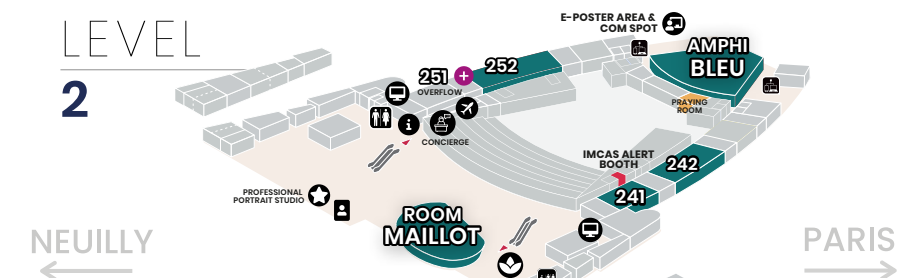 LEVEL
2
E-POSTER AREA &
COM SPOT
AMPHI
BLEU
252
251
OVERFLOW
PRAYING
ROOM
CONCIERGE
IMCAS ALERT
BOOTH
242
241
PROFESSIONAL
PORTRAIT STUDIO
ROOM
MAILLOT
NEUILLY
PARIS